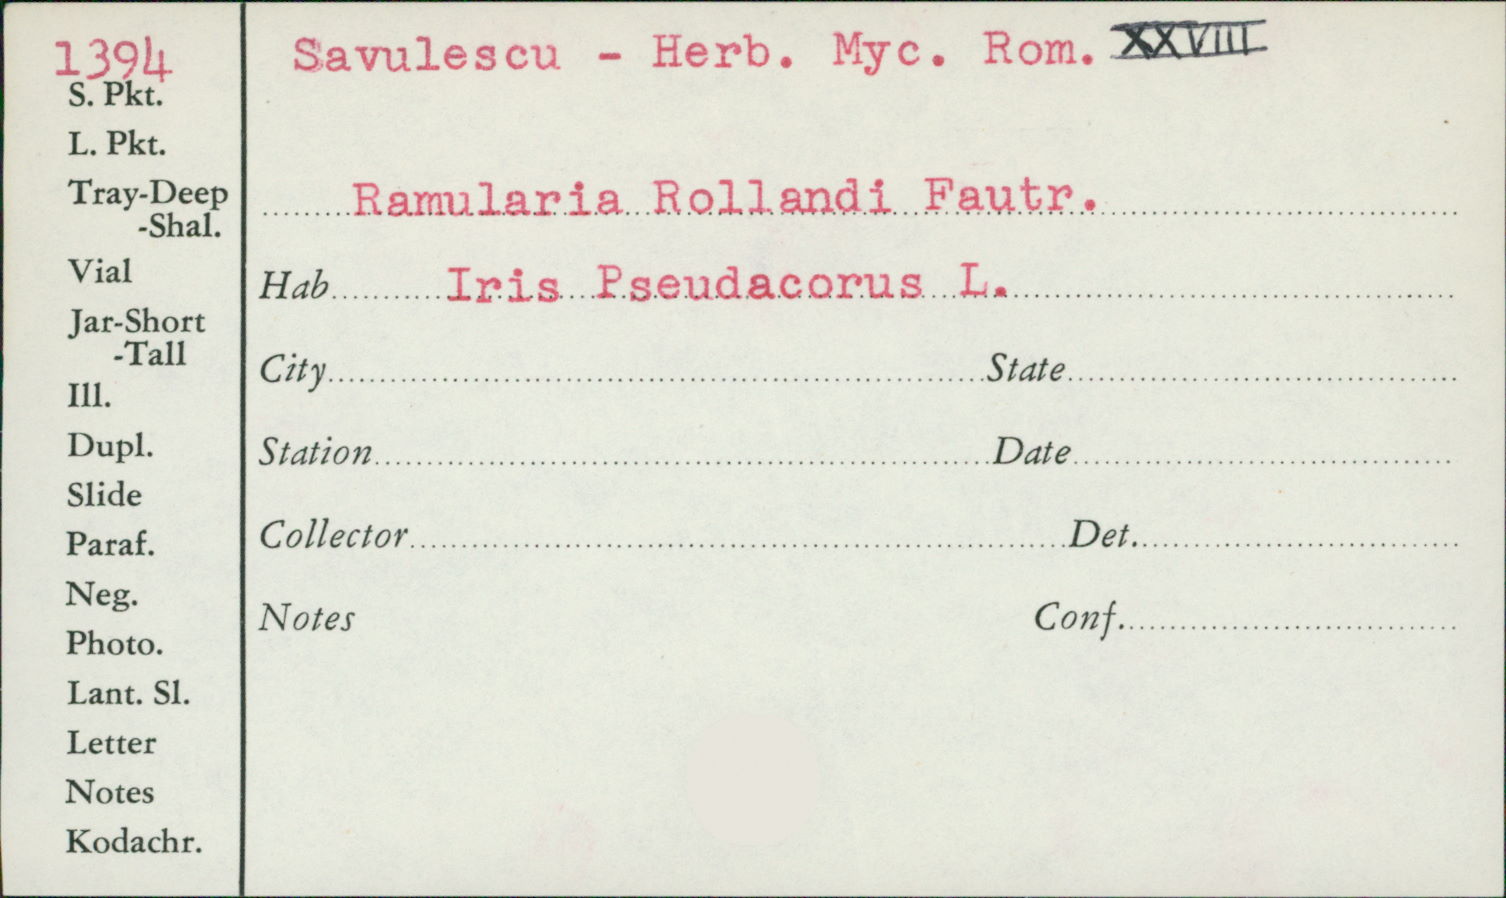 1394
Savulescu - Herb. Myc. Rom. XXVIII
S. Pkt.
L. Pkt.
Tray-Deep
-Shal.
Vial
Jar-Short
-Tall
Ill.
Dupl.
Slide
Paraf.
Neg.
Photo.
Lant. Sl.
Letter
Notes
Kodachr.
Ramularia Rollandi Fautr.
Hab Iris Pseudacorus L.
City State
Station Date
Collector Det.
Notes Conf.